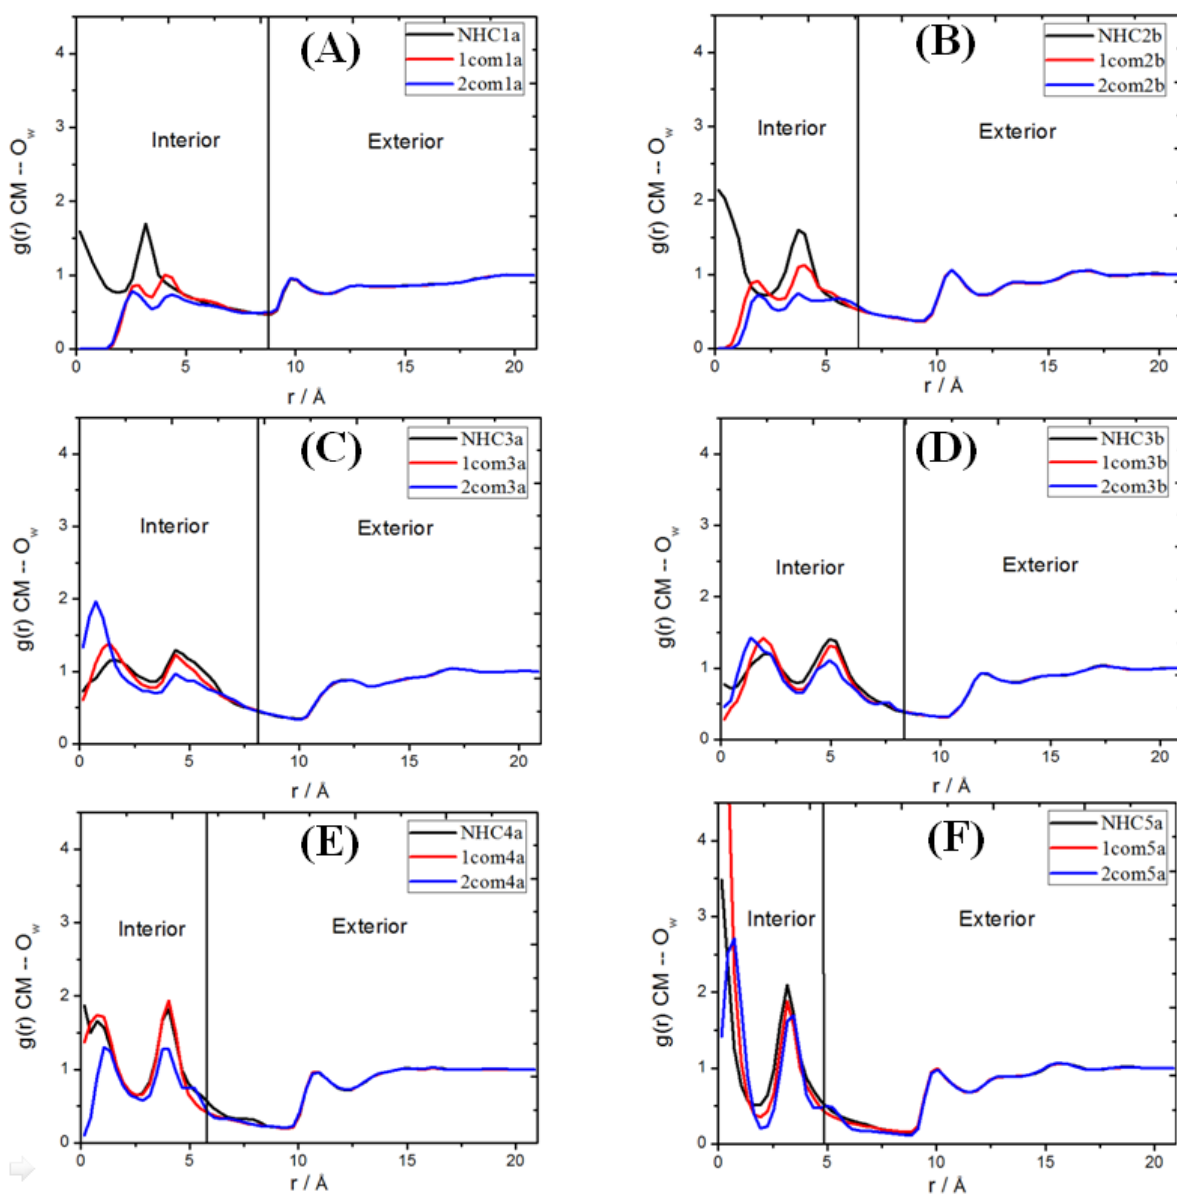 (A)
NHC1a
1com1a
2com1a
Interior
Exterior
g(r) CM -- Ow
4
3
2
1
0
0 5 10 15 20
r / Å
(B)
NHC2b
1com2b
2com2b
Interior
Exterior
g(r) CM -- Ow
4
3
2
1
0
0 5 10 15 20
r / Å
(C)
NHC3a
1com3a
2com3a
Interior
Exterior
g(r) CM -- Ow
4
3
2
1
0
0 5 10 15 20
r / Å
(D)
NHC3b
1com3b
2com3b
Interior
Exterior
g(r) CM -- Ow
4
3
2
1
0
0 5 10 15 20
r / Å
(E)
NHC4a
1com4a
2com4a
Interior
Exterior
g(r) CM -- Ow
4
3
2
1
0
0 5 10 15 20
r / Å
(F)
NHC5a
1com5a
2com5a
Interior
Exterior
g(r) CM -- Ow
4
3
2
1
0
0 5 10 15 20
r / Å